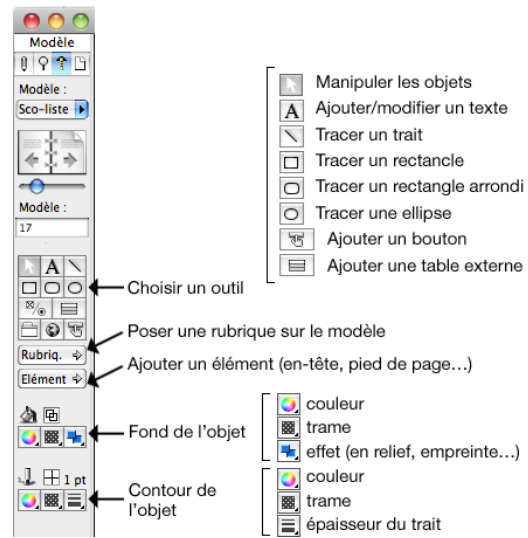 Modèle
Modèle :
Sco-liste
Modèle :
17
A
Rubriq.
Elément
1 pt
Manipuler les objets
A Ajouter/modifier un texte
Tracer un trait
Tracer un rectangle
Tracer un rectangle arrondi
Tracer une ellipse
Ajouter un bouton
Ajouter une table externe
Choisir un outil
Poser une rubrique sur le modèle
Ajouter un élément (en-tête, pied de page…)
Fond de l'objet
couleur
trame
effet (en relief, empreinte…)
Contour de
l'objet
couleur
trame
épaisseur du trait